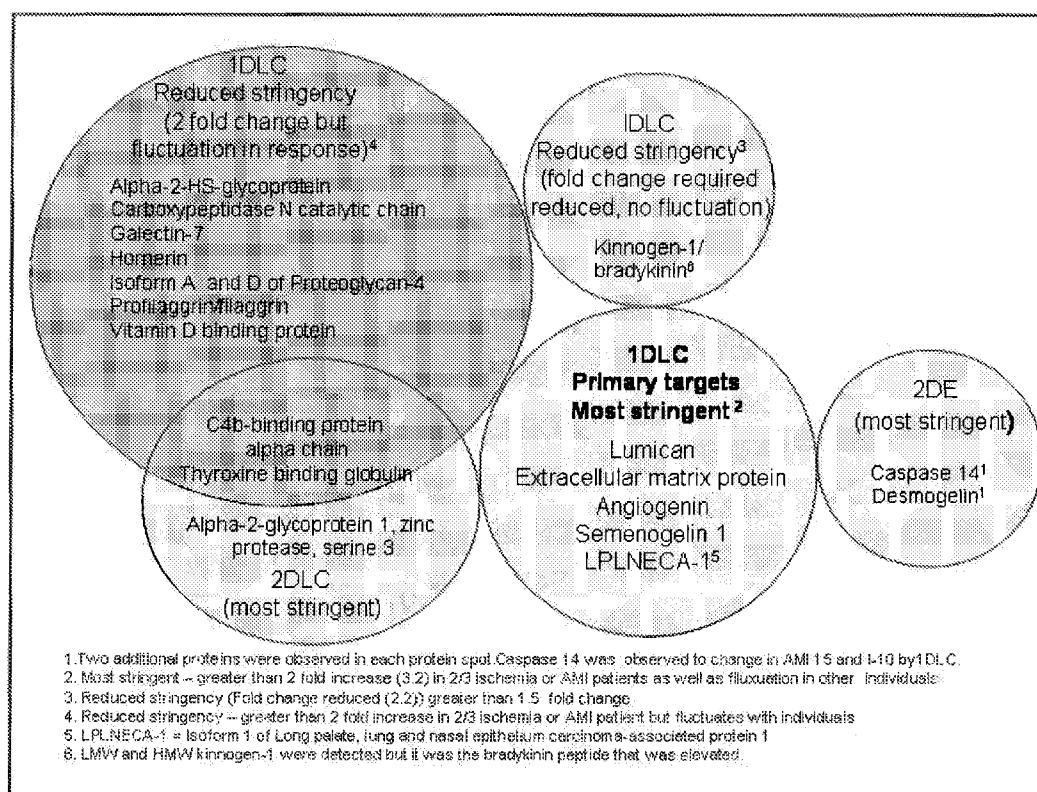 1DLC
Reduced stringency
(2 fold change but
fluctuation in response)4
Alpha-2-HS-glycoprotein
Carboxypeptidase N catalytic chain
Galectin-7
Hornerin
Isoform A and D of Proteoglycan-4
Profilaggrin/filaggrin
Vitamin D binding protein
C4b-binding protein
alpha chain
Thyroxine binding globulin
Alpha-2-glycoprotein 1, zinc
protease, serine 3
2DLC
(most stringent)
IDLC
Reduced stringency3
(fold change required
reduced, no fluctuation)
Kinnogen-1/
bradykinin6
1DLC
Primary targets
Most stringent 2
Lumican
Extracellular matrix protein
Angiogenin
Semenogelin 1
LPLNECA-15
2DE
(most stringent)
Caspase 141
Desmogelin1
1.Two additional proteins were observed in each protein spot.Caspase 14 was observed to change in AMI 15 and I-10 by1DLC.
2. Most stringent – greater than 2 fold increase (3.2) in 2/3 ischemia or AMI patients as well as filuxuation in other individuals
3. Reduced stringency (Fold change reduced (2.2)) greater than 1.5 fold change
4. Reduced stringency – greater than 2 fold increase in 2/3 ischemia or AMI patient but fluctuates with individuals
5. LPLNECA-1 = Isoform 1 of Long palate, lung and nasal epithelium carcinoma-associated protein 1
6. LMW and HMW kinnogen-1 were detected but it was the bradykinin peptide that was elevated.